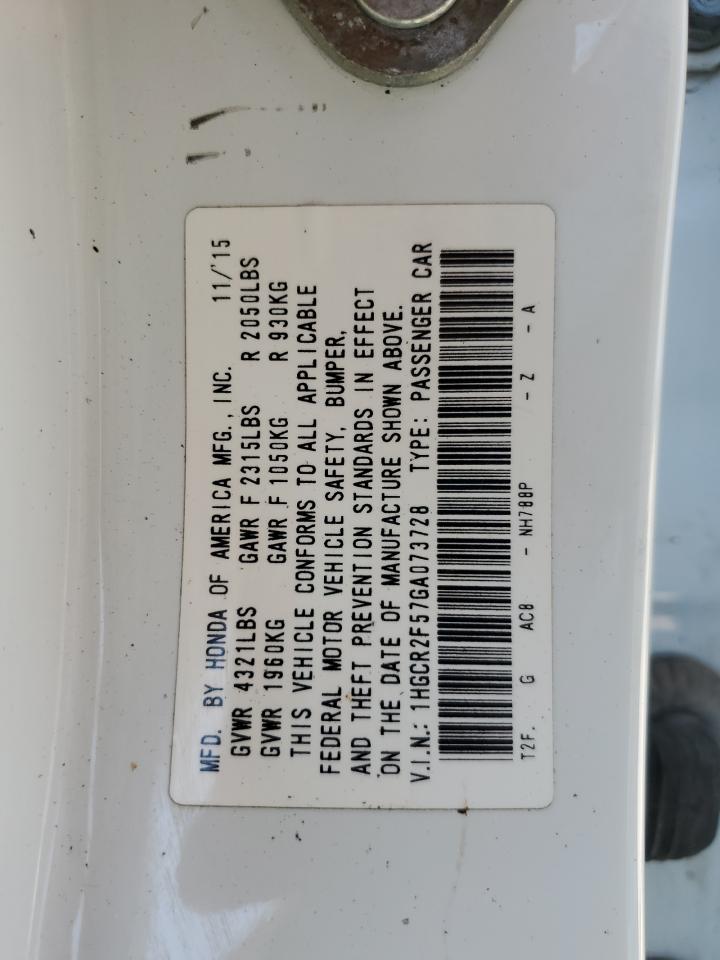 MFD. BY HONDA OF AMERICA MFG., INC. 11/'15
GVWR 4321LBS GAWR F 2315LBS R 2050LBS
GVWR 1960KG GAWR F 1050KG R 930KG
THIS VEHICLE CONFORMS TO ALL APPLICABLE
FEDERAL MOTOR VEHICLE SAFETY, BUMPER,
AND THEFT PREVENTION STANDARDS IN EFFECT
ON THE DATE OF MANUFACTURE SHOWN ABOVE.
V.I.N.: 1HGCR2F57GA073728 TYPE: PASSENGER CAR
T2F. G AC8 - NH788P - Z - A